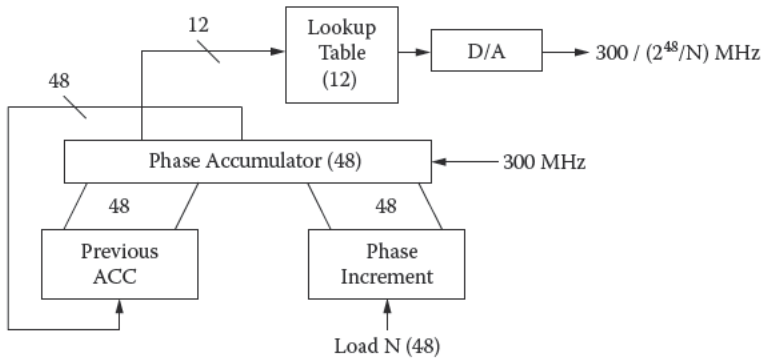 12
Lookup
Table
(12)
D/A
300 / (2⁴⁸/N) MHz
48
Phase Accumulator (48)
300 MHz
48
48
Previous
ACC
Phase
Increment
Load N (48)